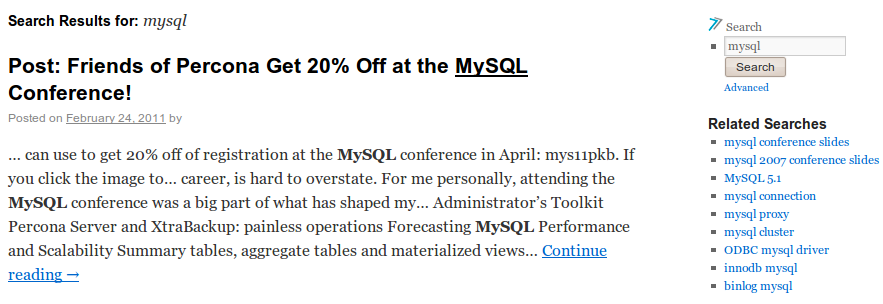 Search Results for: mysql
Post: Friends of Percona Get 20% Off at the MySQL
Conference!
Posted on February 24, 2011 by
... can use to get 20% off of registration at the MySQL conference in April: mys11pkb. If
you click the image to... career, is hard to overstate. For me personally, attending the
MySQL conference was a big part of what has shaped my... Administrator’s Toolkit
Percona Server and XtraBackup: painless operations Forecasting MySQL Performance
and Scalability Summary tables, aggregate tables and materialized views... Continue
reading →
Search
mysql
Search
Advanced
Related Searches
mysql conference slides
mysql 2007 conference slides
MySQL 5.1
mysql connection
mysql proxy
mysql cluster
ODBC mysql driver
innodb mysql
binlog mysql